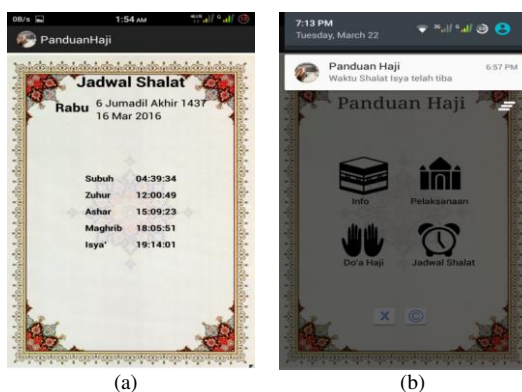 0B/s
1:54 AM
PanduanHaji
Jadwal Shalat
Rabu 6 Jumadil Akhir 1437
16 Mar 2016
Subuh 04:39:34
Zuhur 12:00:49
Ashar 15:09:23
Maghrib 18:05:51
Isya' 19:14:01
(a)
7:13 PM
Tuesday, March 22
Panduan Haji 6:57 PM
Waktu Shalat Isya telah tiba
Panduan Haji
Info Pelaksanaan
Do'a Haji Jadwal Shalat
X ©
(b)